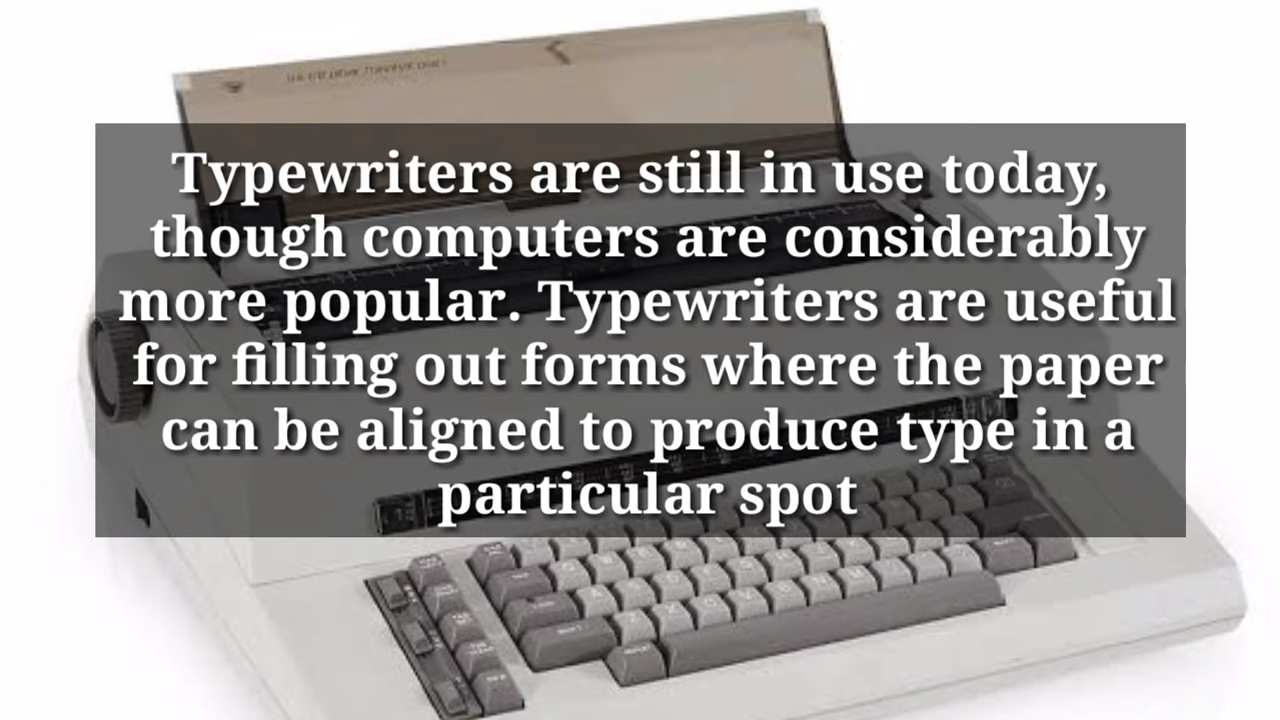 Typewriters are still in use today,
though computers are considerably
more popular. Typewriters are useful
for filling out forms where the paper
can be aligned to produce type in a
particular spot